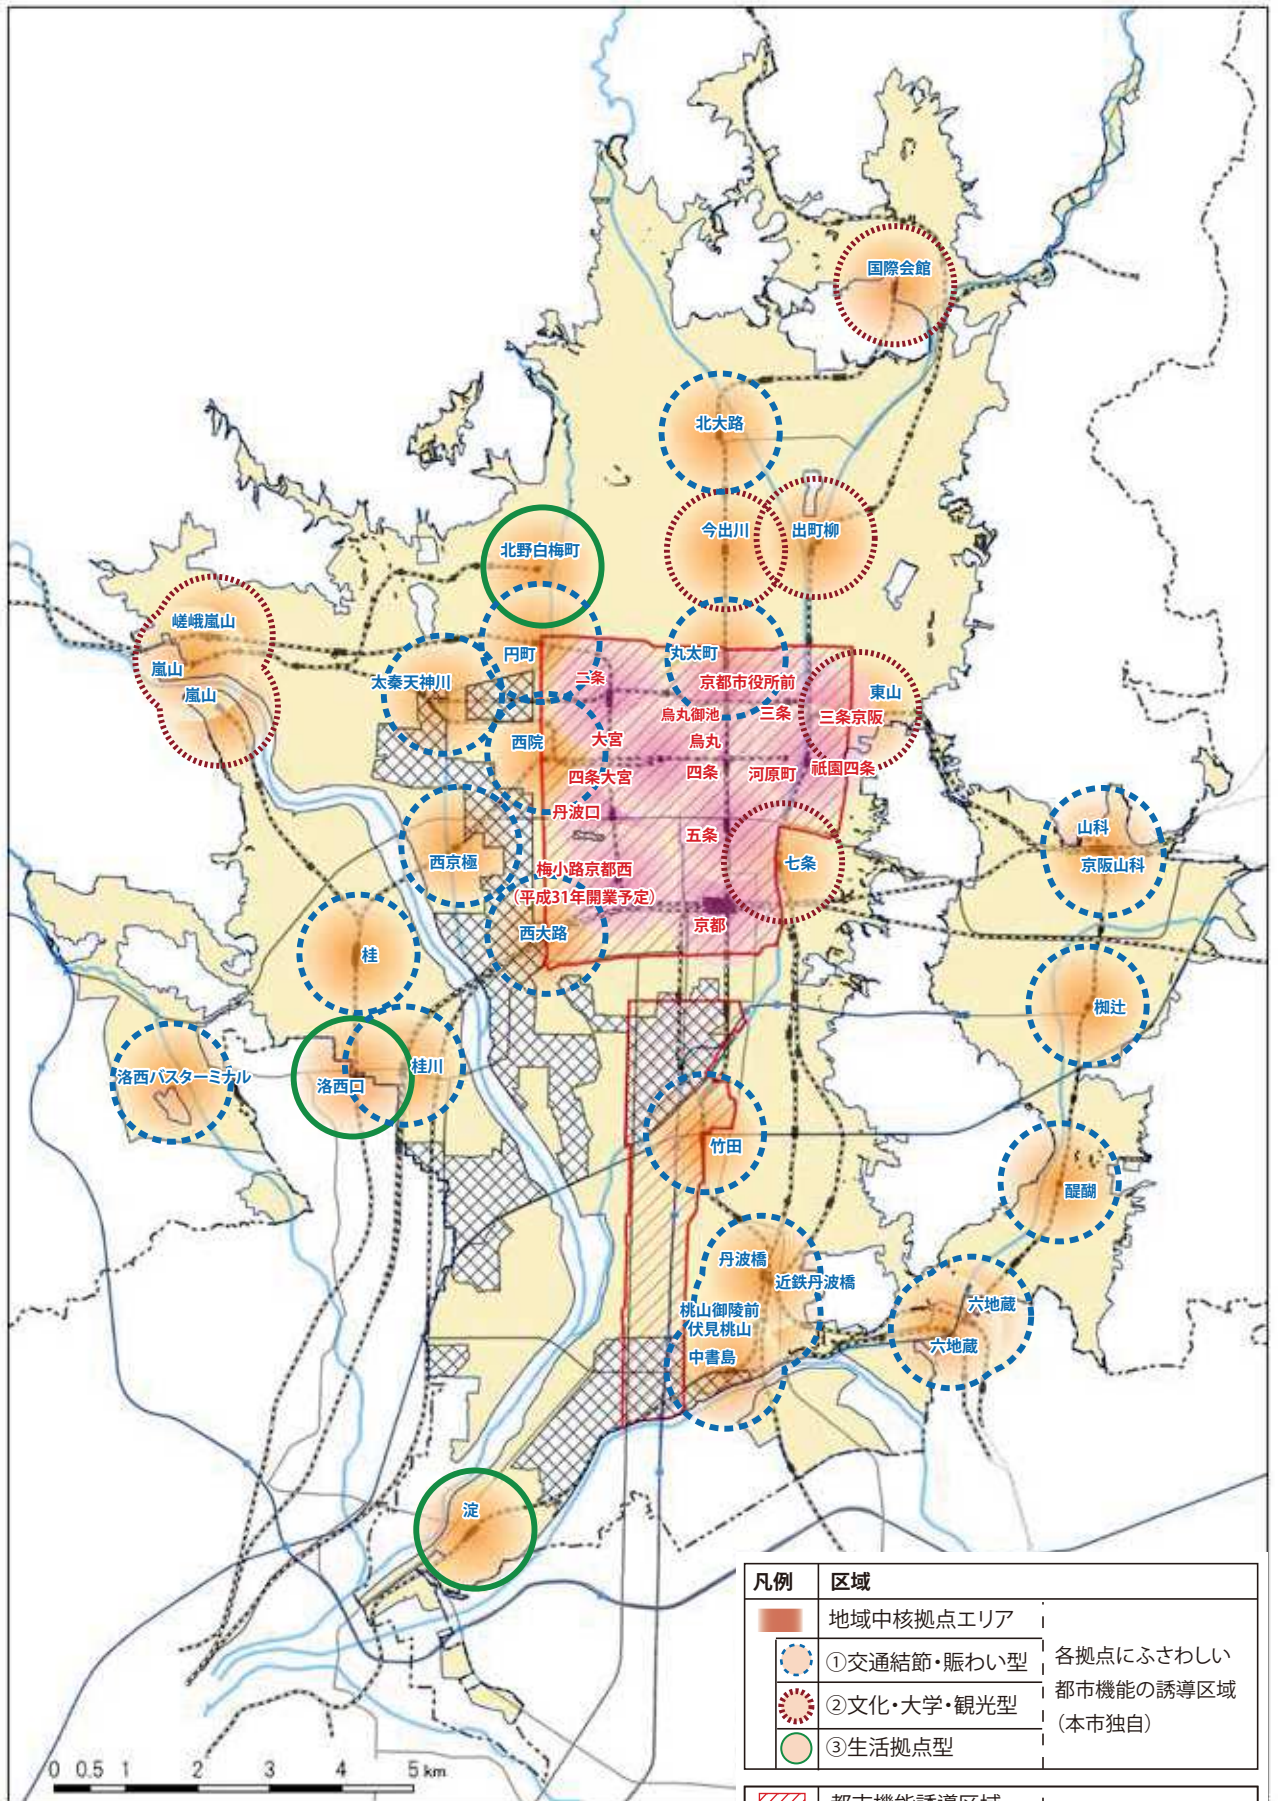 国際会館
北大路
今出川
出町柳
北野白梅町
嵯峨嵐山
嵐山
嵐山
円町
太秦天神川
丸太町
二条
京都市役所前
東山
烏丸御池
三条
三条京阪
西院
大宮
烏丸
四条大宮
四条
河原町
祇園四条
5
丹波口
五条
山科
京阪山科
西京極
梅小路京都西
(平成31年開業予定)
七条
西大路
京都
桂
椥辻
洛西バスターミナル
洛西口
桂川
竹田
醍醐
丹波橋
近鉄丹波橋
桃山御陵前
伏見桃山
中書島
六地蔵
六地蔵
淀
凡例 区域
地域中核拠点エリア
①交通結節・賑わい型
②文化・大学・観光型
③生活拠点型
各拠点にふさわしい
都市機能の誘導区域
(本市独自)
0 0.5 1 2 3 4 5 km